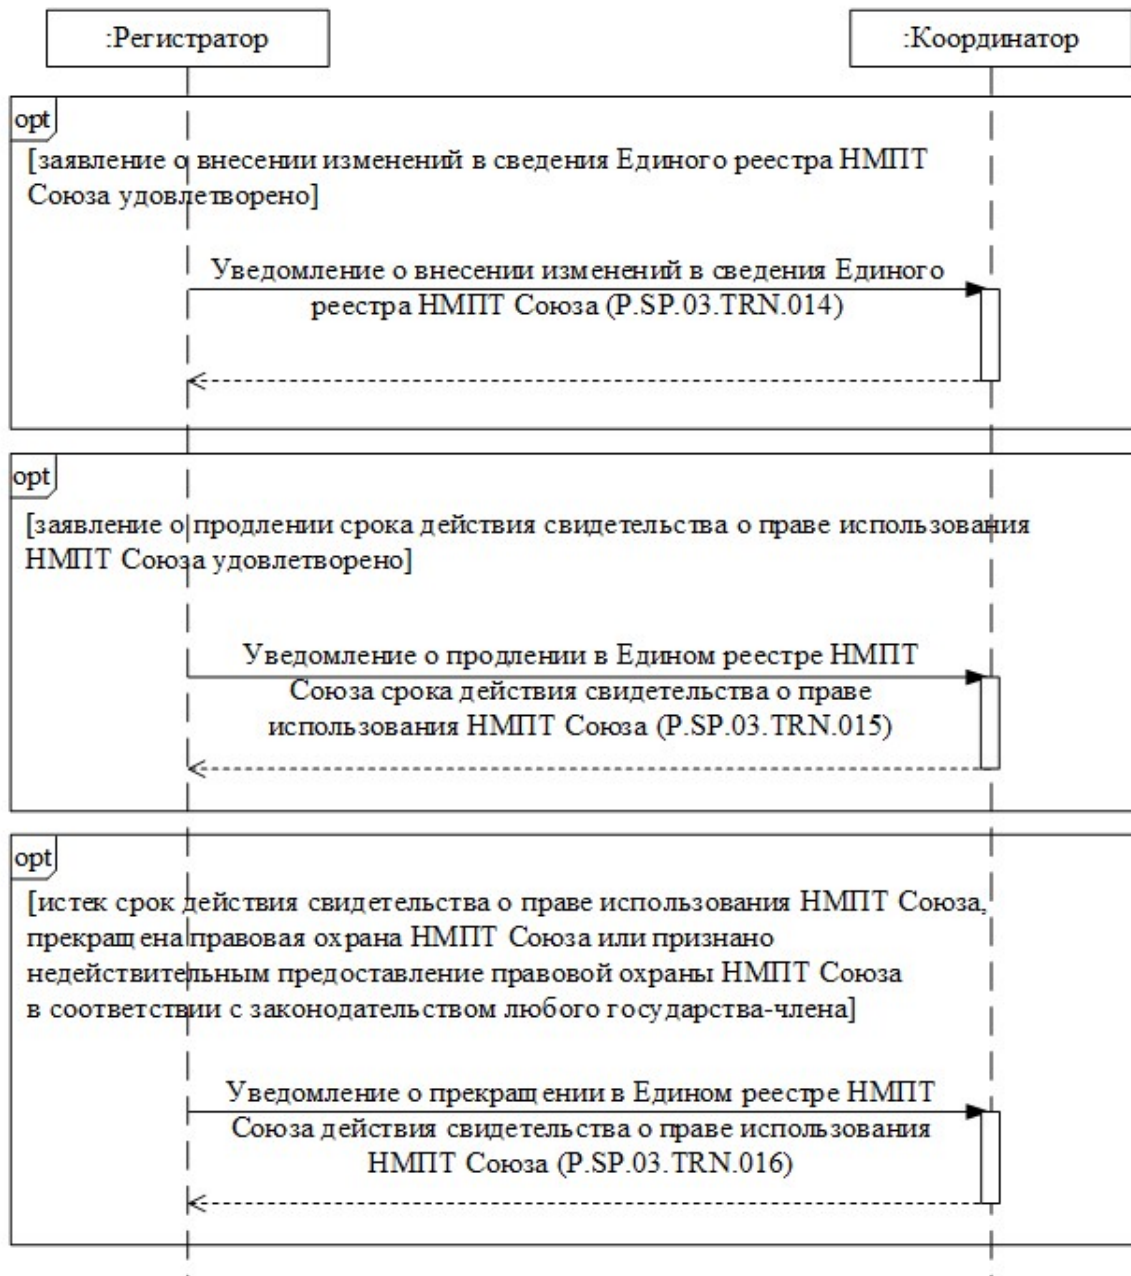 :Регистратор
:Координатор
opt
[заявление о внесении изменений в сведения Единого реестра НМПТ
Союза удовлетворено]
Уведомление о внесении изменений в сведения Единого
реестра НМПТ Союза (P.SP.03.TRN.014)
opt
[заявление о продлении срока действия свидетельства о праве использования
НМПТ Союза удовлетворено]
Уведомление о продлении в Едином реестре НМПТ
Союза срока действия свидетельства о праве
использования НМПТ Союза (P.SP.03.TRN.015)
opt
[истек срок действия свидетельства о праве использования НМПТ Союза,
прекращена правовая охрана НМПТ Союза или признано
недействительным предоставление правовой охраны НМПТ Союза
в соответствии с законодательством любого государства-члена]
Уведомление о прекращении в Едином реестре НМПТ
Союза действия свидетельства о праве использования
НМПТ Союза (P.SP.03.TRN.016)